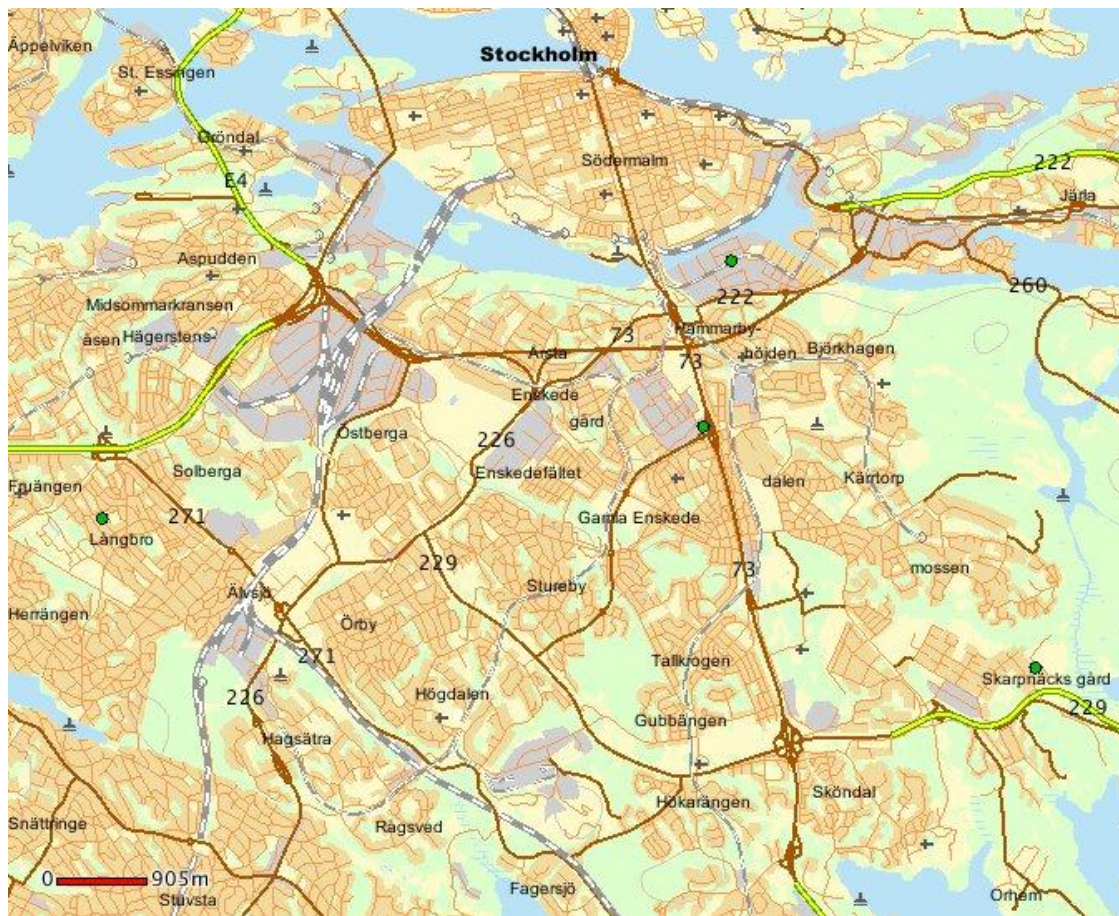 Äppelviken
Stockholm
St. Essingen
Gröndal
Södermalm
222
E4
Järla
Aspudden
260
Midsommarkransen
222
Hägerstens-
åsen
73
Hammarby-
höjden
Årsta
73
Björkhagen
Enskede
gård
Östberga
226
Solberga
Enskedefältet
dalen
Kärrtorp
Fruängen
271
Gamla Enskede
Långbro
229
73
mossen
Stureby
Älvsjö
Herrängen
Örby
271
Tallkrogen
Skarpnäcks gård
226
Högdalen
229
Gubbängen
Hagsätra
Hökarängen
Sköndal
Snättringe
Rågsved
0 905m
Fagersjö
Orhem
Stuvsta